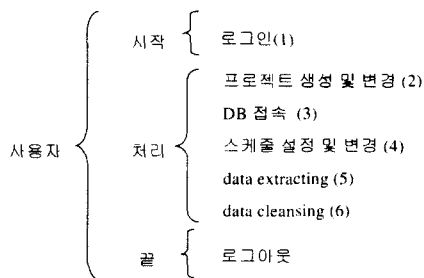 시작 로그인(1)
프로젝트 생성 및 변경 (2)
DB 접속 (3)
사용자 처리 스케줄 설정 및 변경 (4)
data extracting (5)
data cleansing (6)
끝 로그아웃